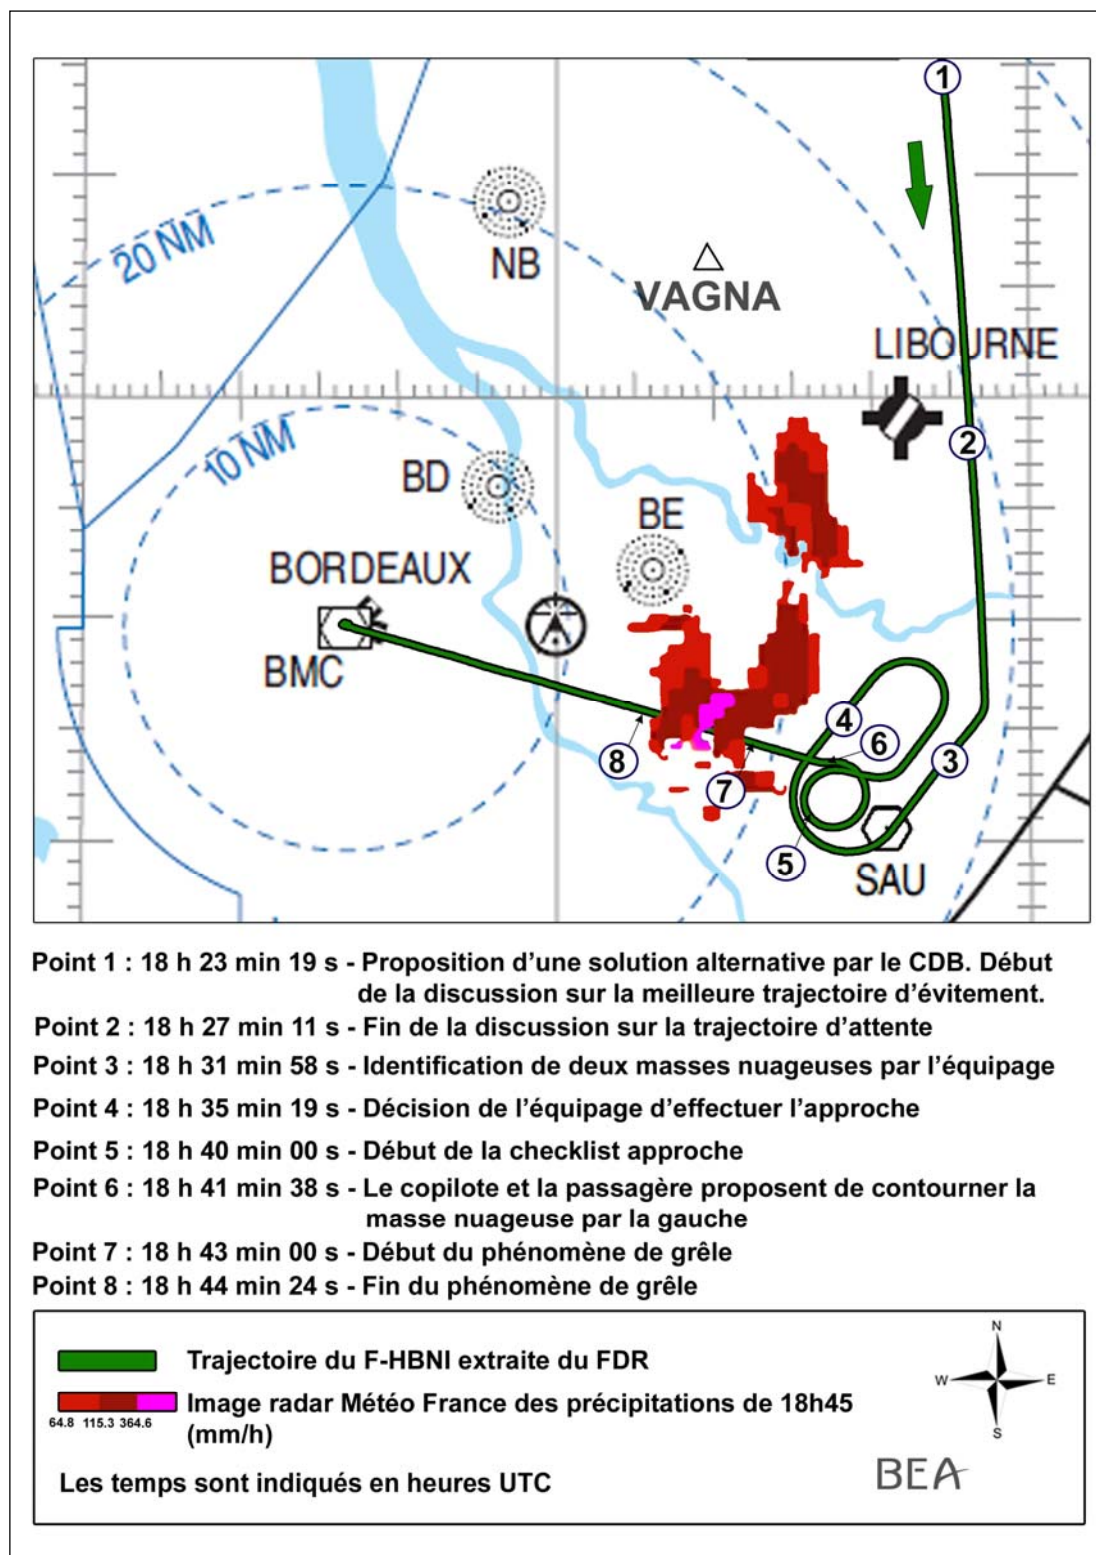 1
20 NM
NB
VAGNA
LIBOURNE
10 NM
2
BD
BE
BORDEAUX
BMC
4
6
3
8
7
5
SAU
Point 1 : 18 h 23 min 19 s - Proposition d’une solution alternative par le CDB. Début
de la discussion sur la meilleure trajectoire d’évitement.
Point 2 : 18 h 27 min 11 s - Fin de la discussion sur la trajectoire d’attente
Point 3 : 18 h 31 min 58 s - Identification de deux masses nuageuses par l’équipage
Point 4 : 18 h 35 min 19 s - Décision de l’équipage d’effectuer l’approche
Point 5 : 18 h 40 min 00 s - Début de la checklist approche
Point 6 : 18 h 41 min 38 s - Le copilote et la passagère proposent de contourner la
masse nuageuse par la gauche
Point 7 : 18 h 43 min 00 s - Début du phénomène de grêle
Point 8 : 18 h 44 min 24 s - Fin du phénomène de grêle
Trajectoire du F-HBNI extraite du FDR
Image radar Météo France des précipitations de 18h45
(mm/h)
64.8 115.3 364.6
Les temps sont indiqués en heures UTC
N
W E
S
BEA